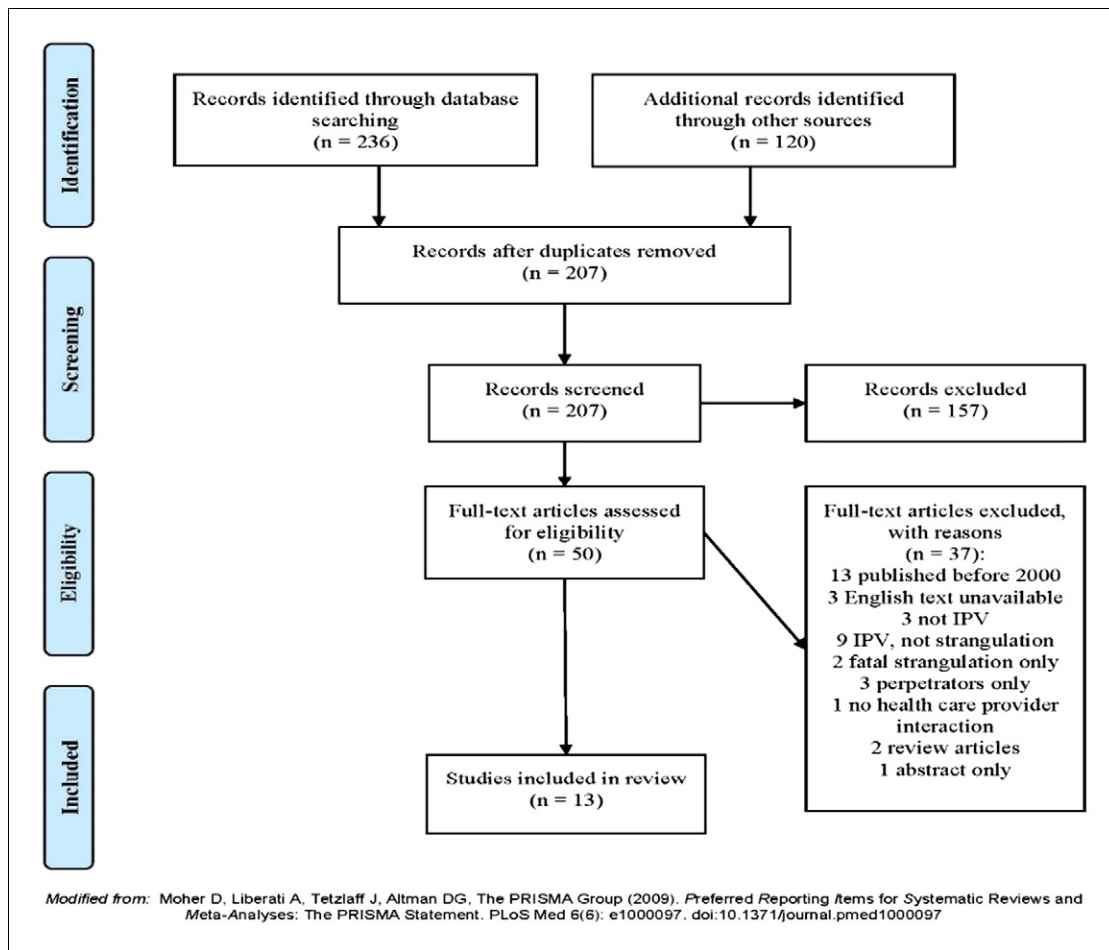 Identification
Records identified through database
searching
(n = 236)
Additional records identified
through other sources
(n = 120)
Records after duplicates removed
(n = 207)
Screening
Records screened
(n = 207)
Records excluded
(n = 157)
Eligibility
Full-text articles assessed
for eligibility
(n = 50)
Full-text articles excluded,
with reasons
(n = 37):
13 published before 2000
3 English text unavailable
3 not IPV
9 IPV, not strangulation
2 fatal strangulation only
3 perpetrators only
1 no health care provider
interaction
2 review articles
1 abstract only
Included
Studies included in review
(n = 13)
Modified from: Moher D, Liberati A, Tetzlaff J, Altman DG, The PRISMA Group (2009). Preferred Reporting Items for Systematic Reviews and
Meta-Analyses: The PRISMA Statement. PLoS Med 6(6): e1000097. doi:10.1371/journal.pmed1000097